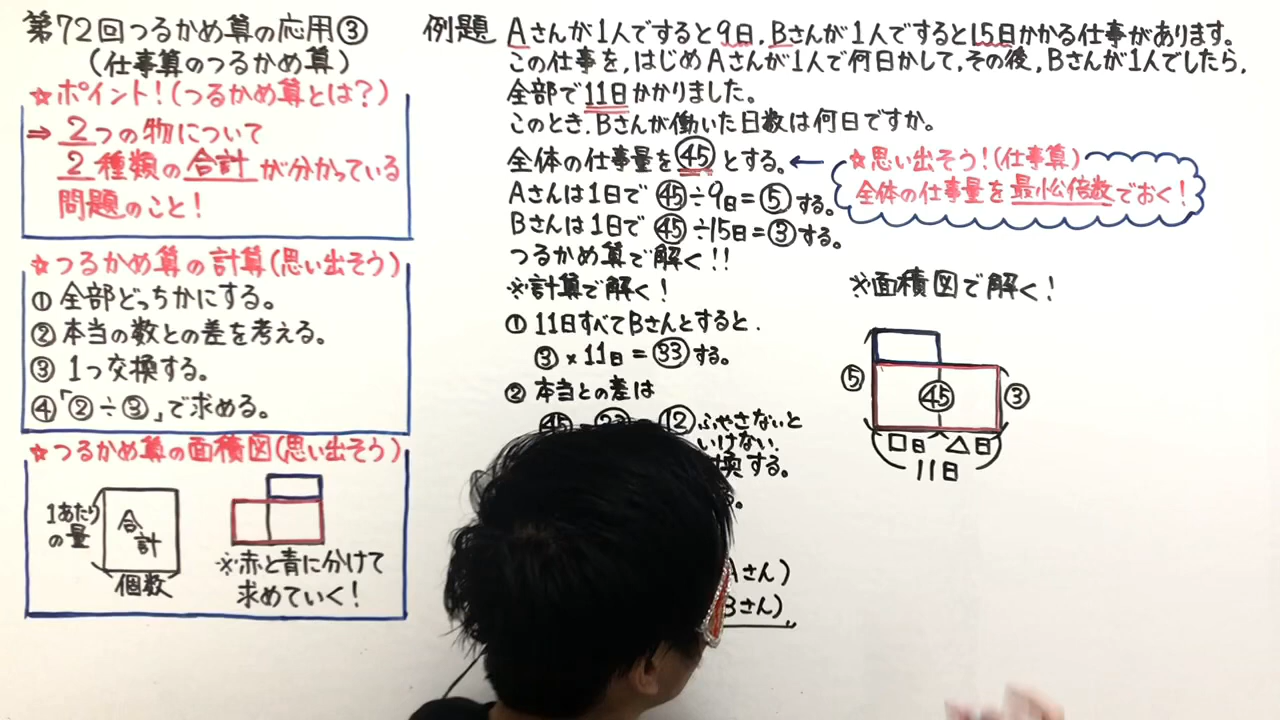 第72回つるかめ算の応用③
(仕事算のつるかめ算)
☆ポイント!(つるかめ算とは?)
⇒ 2つの物について
2種類の合計が分かっている
問題のこと!
☆つるかめ算の計算(思い出そう)
① 全部どっちかにする。
② 本当の数との差を考える。
③ 1つ交換する。
④「②÷③」で求める。
☆つるかめ算の面積図(思い出そう)
1あたりの量
合計
個数
※赤と青に分けて
求めていく!
例題 Aさんが1人ですると9日,Bさんが1人ですると15日かかる仕事があります。
この仕事を,はじめAさんが1人で何日かして,その後,Bさんが1人でしたら,
全部で11日かかりました。
このとき,Bさんが働いた日数は何日ですか。
全体の仕事量を㊺とする。←
☆思い出そう!(仕事算)
全体の仕事量を最小公倍数でおく!
Aさんは1日で ㊺÷9日=⑤する。
Bさんは1日で ㊺÷15日=③する。
つるかめ算で解く!!
※計算で解く!
① 11日すべてBさんとすると,
③×11日=㉝する。
② 本当との差は
⑫ふやさないと
いけない.
換する。
る。
Aさん)
Bさん),
※面積図で解く!
⑤
㊺
③
□日
△日
11日